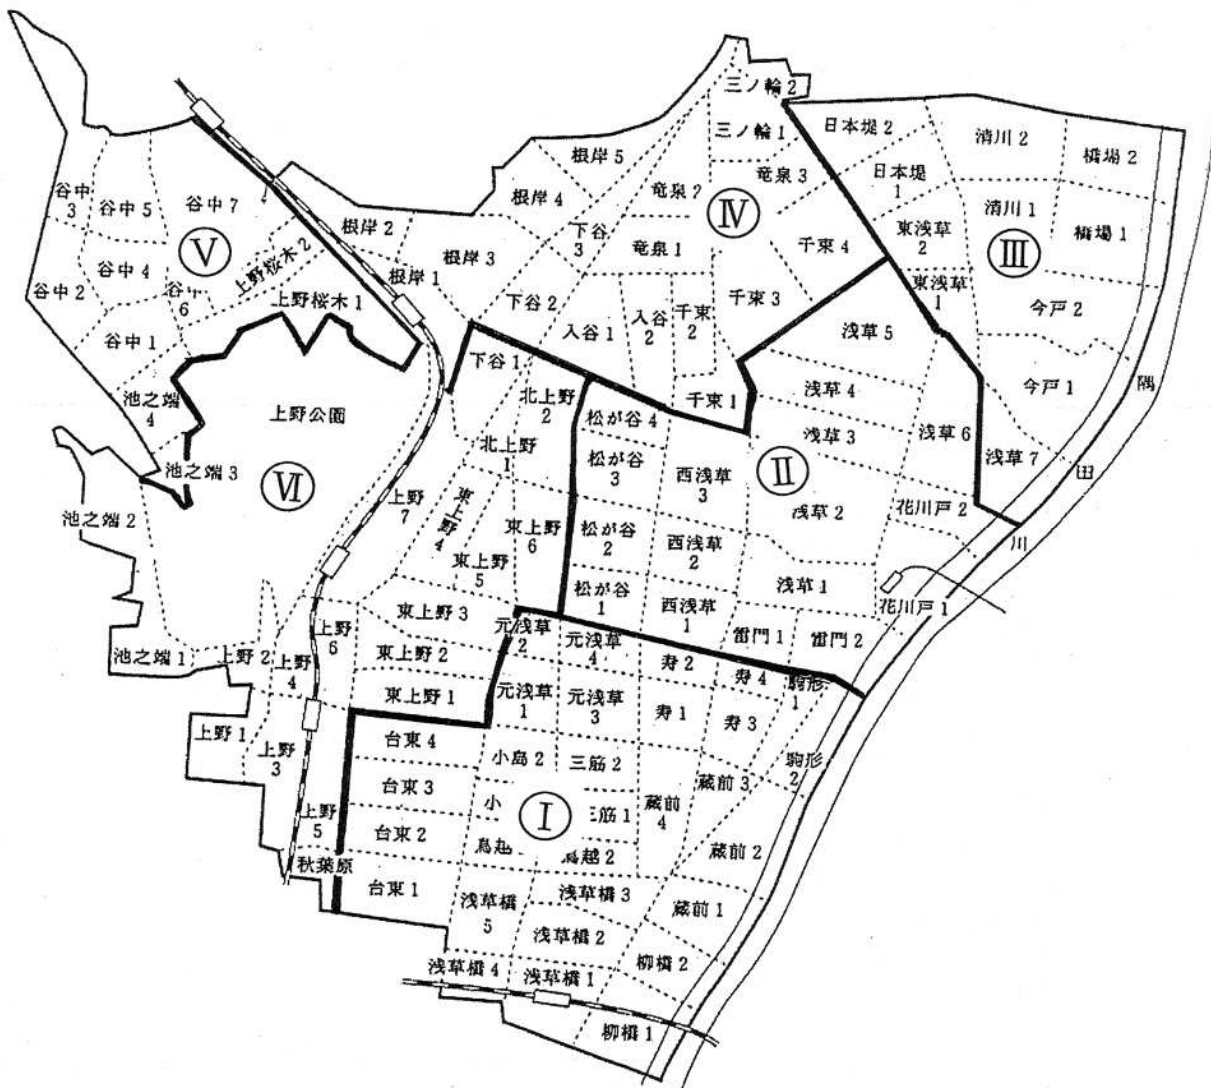 三ノ輪 2
三ノ輪 1
日本堤 2
日本堤
1
清川 2
橋場 2
清川 1
橋場 1
東浅草
2
東浅草
1
Ⅲ
今戸 2
今戸 1
浅草 7
隅
田
川
根岸 5
根岸 4
根岸 3
根岸 2
根岸 1
竜泉 2
竜泉 3
竜泉 1
Ⅳ
下谷
3
下谷 2
千束 4
千束 3
千束
2
千束 1
入谷 1
入谷
2
谷中
3
谷中 5
谷中 7
Ⅴ
谷中 4
谷中 2
谷中 1
6
上野桜木 2
上野桜木 1
池之端
4
池之端 3
池之端 2
池之端 1
上野公園
Ⅵ
下谷 1
北上野
2
北上野
1
上野
7
東上野
4
東上野
5
東上野
6
東上野 3
東上野 2
東上野 1
上野
6
上野 2
上野
4
上野 1
上野
3
上野
5
秋葉原
浅草 5
浅草 4
浅草 3
浅草 6
Ⅱ
浅草 2
浅草 1
花川戸 2
花川戸 1
松が谷 4
松が谷
3
松が谷
2
松が谷
1
西浅草
3
西浅草
2
西浅草
1
雷門 1
雷門 2
元浅草
2
元浅草
4
元浅草
1
元浅草
3
寿 2
寿 4
寿 1
寿 3
駒形
1
駒形
2
台東 4
台東 3
台東 2
台東 1
小島 2
小
三筋 2
三筋 1
Ⅰ
鳥越
鳥越 2
蔵前
4
蔵前 3
蔵前 2
蔵前 1
浅草橋
5
浅草橋 3
浅草橋 2
浅草橋 4
浅草橋 1
柳橋 2
柳橋 1